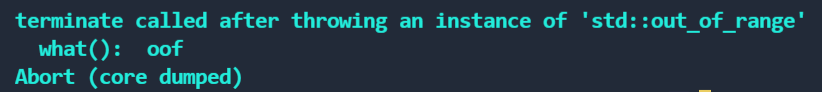 terminate called after throwing an instance of 'std::out_of_range'
  what():  oof
Abort (core dumped)